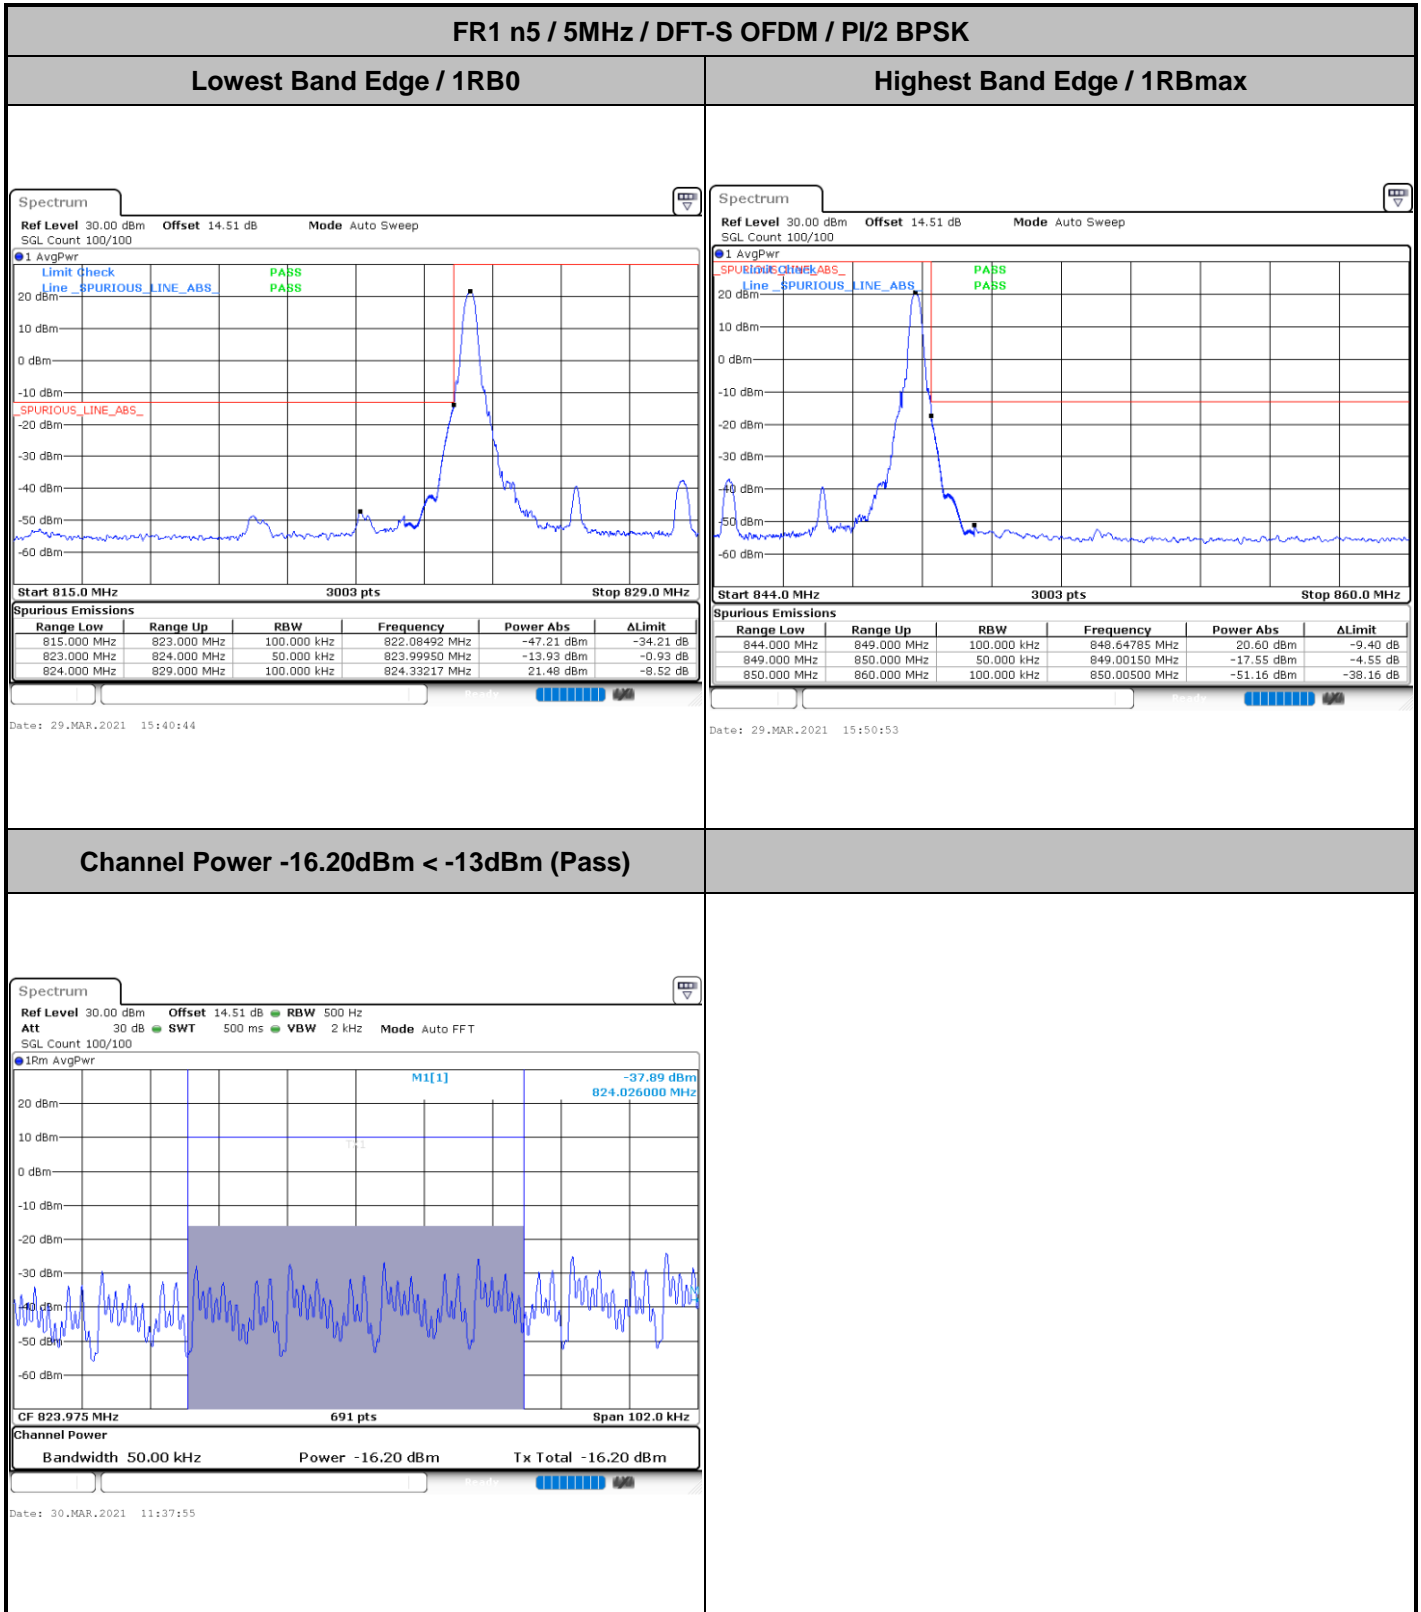 FR1 n5 / 5MHz / DFT-S OFDM / PI/2 BPSK
Lowest Band Edge / 1RB0
Highest Band Edge / 1RBmax
Spectrum
Ref Level 30.00 dBm Offset 14.51 dB Mode Auto Sweep
SGL Count 100/100
1 AvgPwr
Limit Check PASS
Line _SPURIOUS_LINE_ABS_ PASS
20 dBm
10 dBm
0 dBm
-10 dBm
_SPURIOUS_LINE_ABS_
-20 dBm
-30 dBm
-40 dBm
-50 dBm
-60 dBm
Start 815.0 MHz 3003 pts Stop 829.0 MHz
Spurious Emissions
Range Low Range Up RBW Frequency Power Abs ΔLimit
815.000 MHz 823.000 MHz 100.000 kHz 822.08492 MHz -47.21 dBm -34.21 dB
823.000 MHz 824.000 MHz 50.000 kHz 823.99950 MHz -13.93 dBm -0.93 dB
824.000 MHz 829.000 MHz 100.000 kHz 824.33217 MHz 21.48 dBm -8.52 dB
Ready
Date: 29.MAR.2021 15:40:44
Spectrum
Ref Level 30.00 dBm Offset 14.51 dB Mode Auto Sweep
SGL Count 100/100
1 AvgPwr
_SPURIOUS_LINE_ABS_
Limit Check PASS
Line _SPURIOUS_LINE_ABS_ PASS
20 dBm
10 dBm
0 dBm
-10 dBm
-20 dBm
-30 dBm
-40 dBm
-50 dBm
-60 dBm
Start 844.0 MHz 3003 pts Stop 860.0 MHz
Spurious Emissions
Range Low Range Up RBW Frequency Power Abs ΔLimit
844.000 MHz 849.000 MHz 100.000 kHz 848.64785 MHz 20.60 dBm -9.40 dB
849.000 MHz 850.000 MHz 50.000 kHz 849.00150 MHz -17.55 dBm -4.55 dB
850.000 MHz 860.000 MHz 100.000 kHz 850.00500 MHz -51.16 dBm -38.16 dB
Ready
Date: 29.MAR.2021 15:50:53
Channel Power -16.20dBm < -13dBm (Pass)
Spectrum
Ref Level 30.00 dBm Offset 14.51 dB RBW 500 Hz
Att 30 dB SWT 500 ms VBW 2 kHz Mode Auto FFT
SGL Count 100/100
1Rm AvgPwr
M1[1] -37.89 dBm
824.026000 MHz
20 dBm
10 dBm
0 dBm
-10 dBm
-20 dBm
-30 dBm
-40 dBm
-50 dBm
-60 dBm
CF 823.975 MHz 691 pts Span 102.0 kHz
Channel Power
Bandwidth 50.00 kHz Power -16.20 dBm Tx Total -16.20 dBm
Ready
Date: 30.MAR.2021 11:37:55